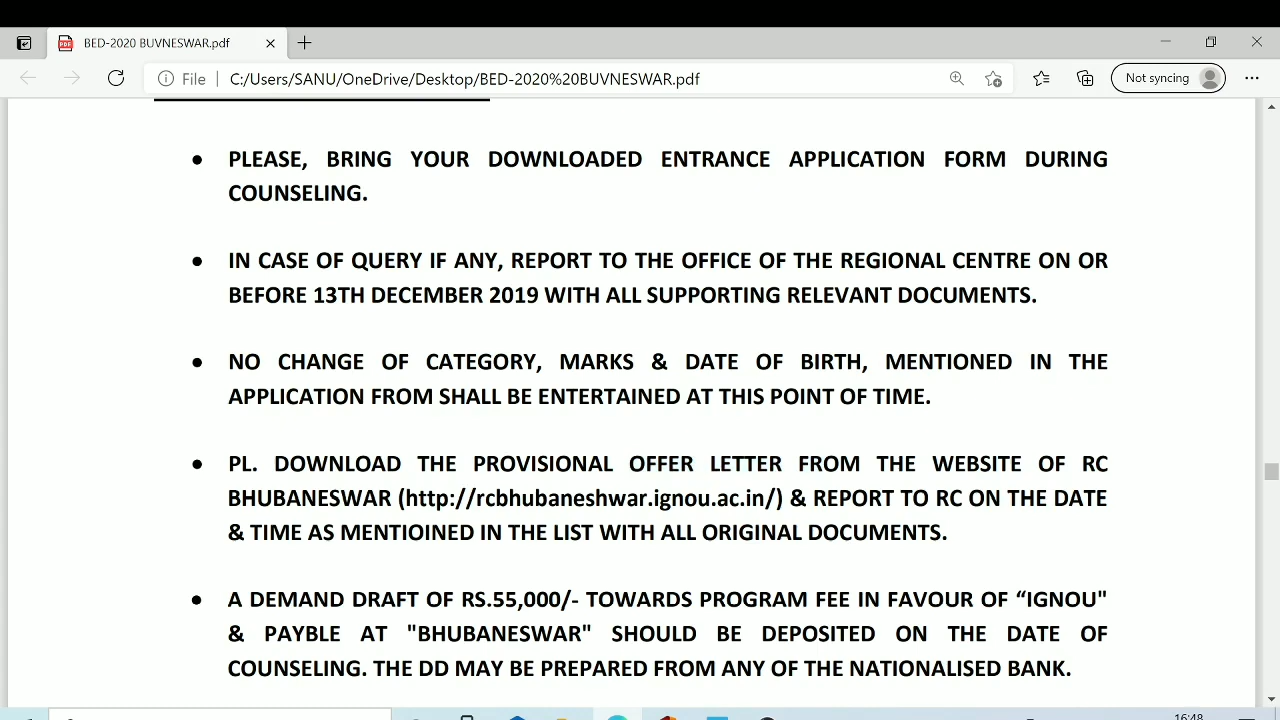 BED-2020 BUVNESWAR.pdf
File
C:/Users/SANU/OneDrive/Desktop/BED-2020%20BUVNESWAR.pdf
Not syncing
• PLEASE, BRING YOUR DOWNLOADED ENTRANCE APPLICATION FORM DURING
COUNSELING.
• IN CASE OF QUERY IF ANY, REPORT TO THE OFFICE OF THE REGIONAL CENTRE ON OR
BEFORE 13TH DECEMBER 2019 WITH ALL SUPPORTING RELEVANT DOCUMENTS.
• NO CHANGE OF CATEGORY, MARKS & DATE OF BIRTH, MENTIONED IN THE
APPLICATION FROM SHALL BE ENTERTAINED AT THIS POINT OF TIME.
• PL. DOWNLOAD THE PROVISIONAL OFFER LETTER FROM THE WEBSITE OF RC
BHUBANESWAR (http://rcbhubaneshwar.ignou.ac.in/) & REPORT TO RC ON THE DATE
& TIME AS MENTIOINED IN THE LIST WITH ALL ORIGINAL DOCUMENTS.
• A DEMAND DRAFT OF RS.55,000/- TOWARDS PROGRAM FEE IN FAVOUR OF “IGNOU"
& PAYBLE AT "BHUBANESWAR" SHOULD BE DEPOSITED ON THE DATE OF
COUNSELING. THE DD MAY BE PREPARED FROM ANY OF THE NATIONALISED BANK.
16:48